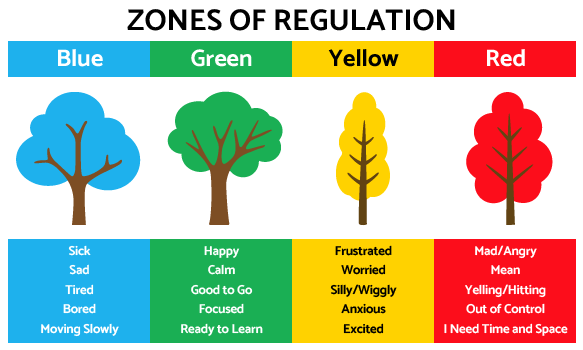 ZONES OF REGULATION
Blue
Green
Yellow
Red
Sick
Sad
Tired
Bored
Moving Slowly
Happy
Calm
Good to Go
Focused
Ready to Learn
Frustrated
Worried
Silly/Wiggly
Anxious
Excited
Mad/Angry
Mean
Yelling/Hitting
Out of Control
I Need Time and Space